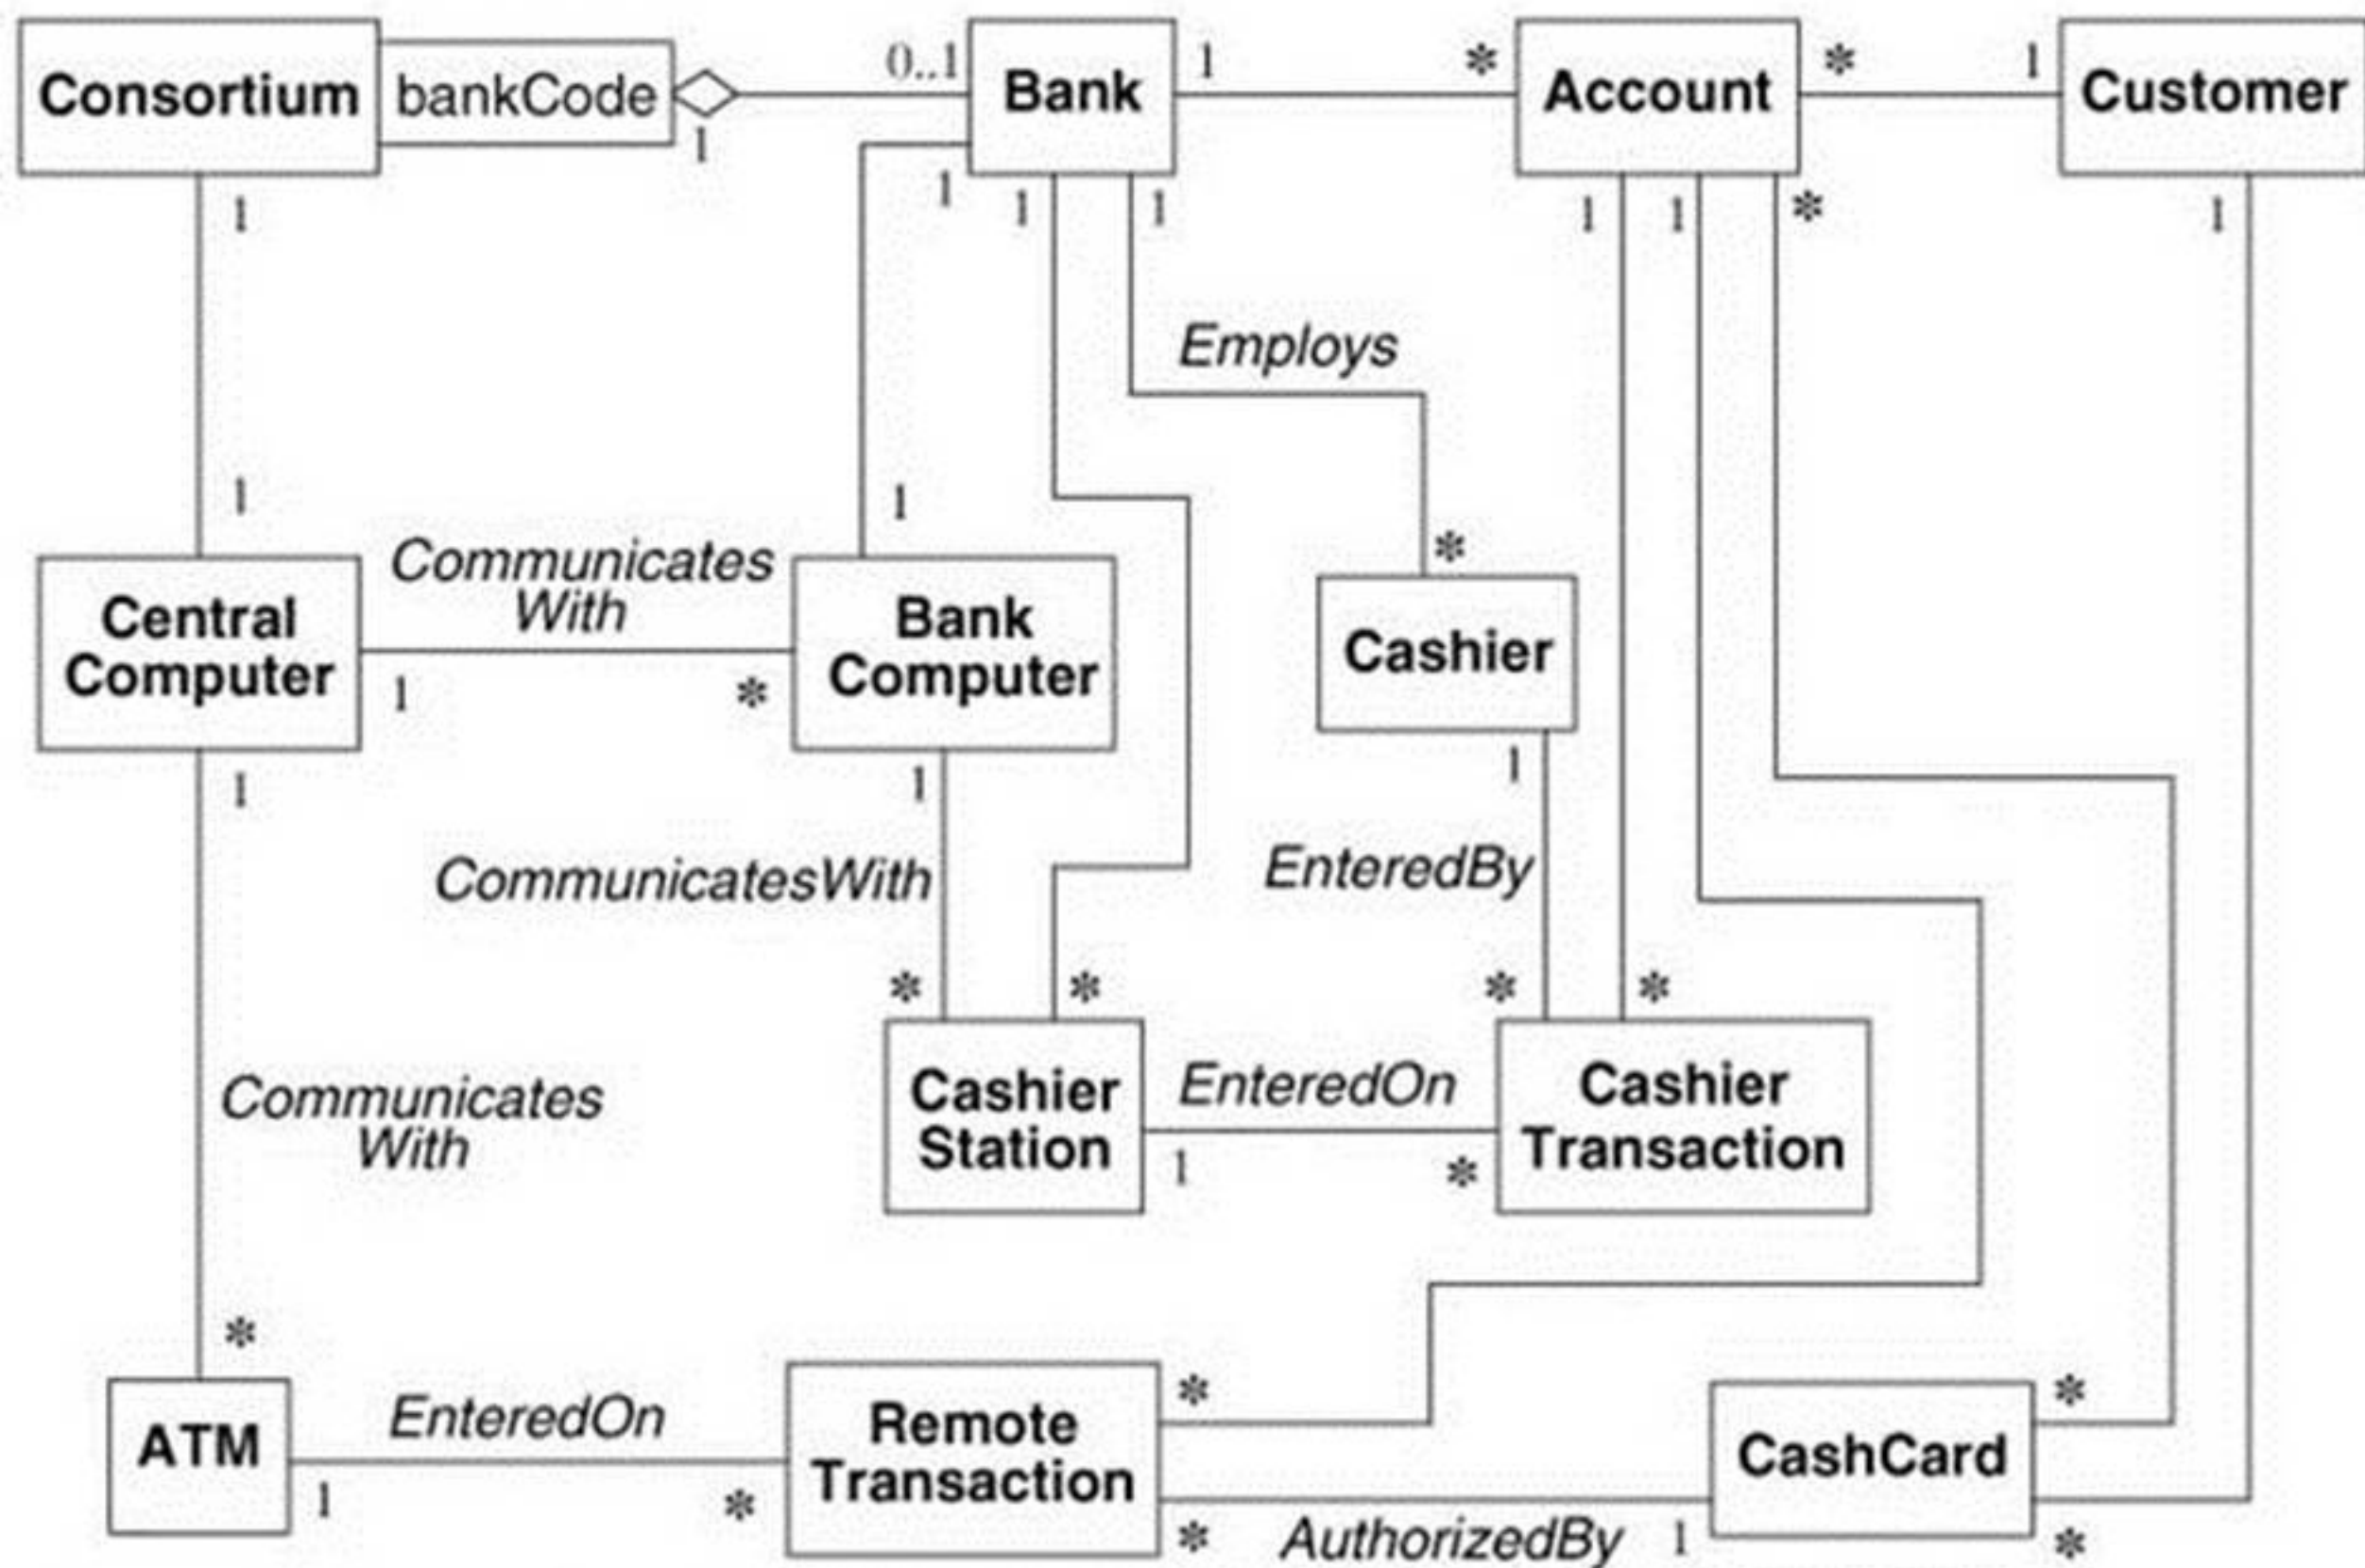 Consortium
bankCode
0..1
Bank
1
*
Account
*
1
Customer
1
1
1
1
1
1
1
*
1
Employs
1
1
*
Communicates
With
Central
Computer
Bank
Computer
Cashier
1
*
1
1
1
CommunicatesWith
EnteredBy
*
*
*
*
Communicates
With
Cashier
Station
EnteredOn
Cashier
Transaction
1
*
*
ATM
EnteredOn
1
*
Remote
Transaction
*
*
AuthorizedBy
1
CashCard
*
*